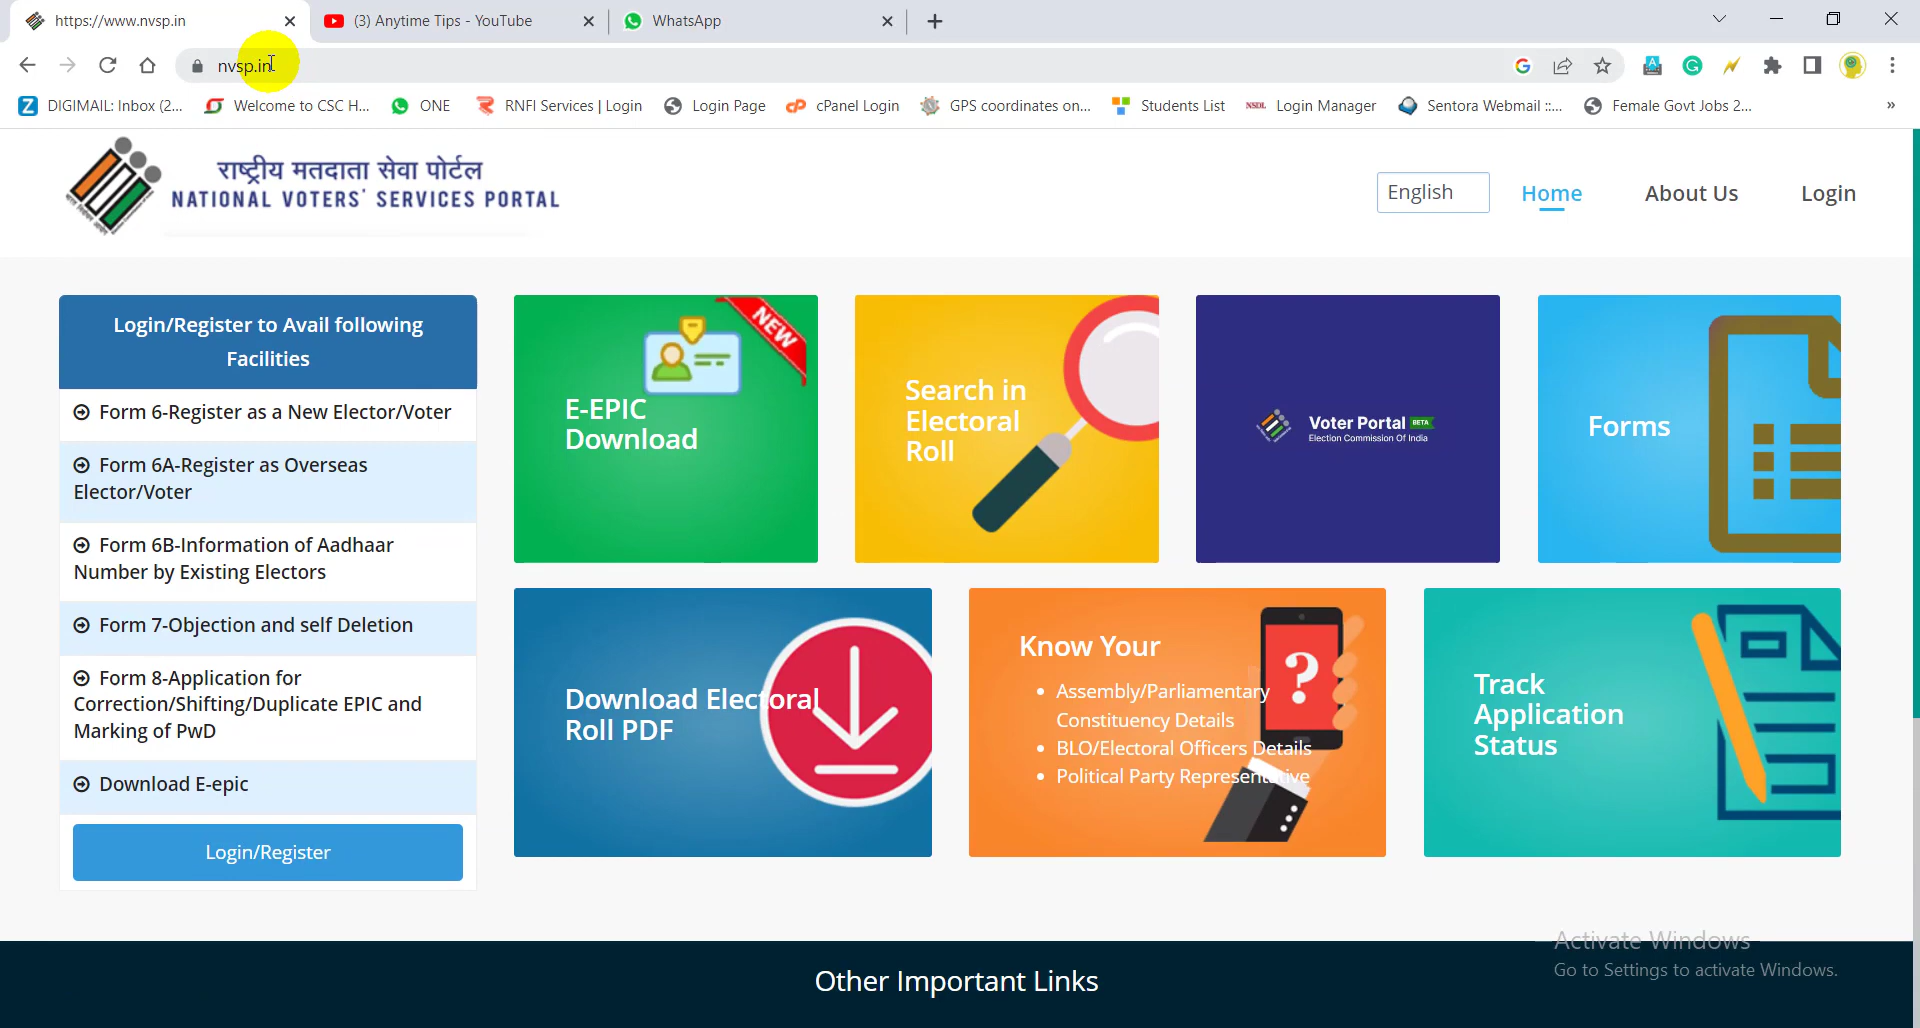 https://www.nvsp.in
(3) Anytime Tips - YouTube
WhatsApp
nvsp.in
DIGIMAIL: Inbox (2...
Welcome to CSC H...
ONE
RNFI Services | Login
Login Page
cPanel Login
GPS coordinates on...
Students List
NSDL
Login Manager
Sentora Webmail ::...
Female Govt Jobs 2...
»
राष्ट्रीय मतदाता सेवा पोर्टल
NATIONAL VOTERS' SERVICES PORTAL
English
Home
About Us
Login
Login/Register to Avail following
Facilities
Form 6-Register as a New Elector/Voter
Form 6A-Register as Overseas
Elector/Voter
Form 6B-Information of Aadhaar
Number by Existing Electors
Form 7-Objection and self Deletion
Form 8-Application for
Correction/Shifting/Duplicate EPIC and
Marking of PwD
Download E-epic
Login/Register
NEW
E-EPIC
Download
Search in
Electoral
Roll
Voter Portal BETA
Election Commission Of India
Forms
Download Electoral
Roll PDF
Know Your
• Assembly/Parliamentary
Constituency Details
• BLO/Electoral Officers Details
• Political Party Representative
?
Track
Application
Status
Other Important Links
Activate Windows
Go to Settings to activate Windows.